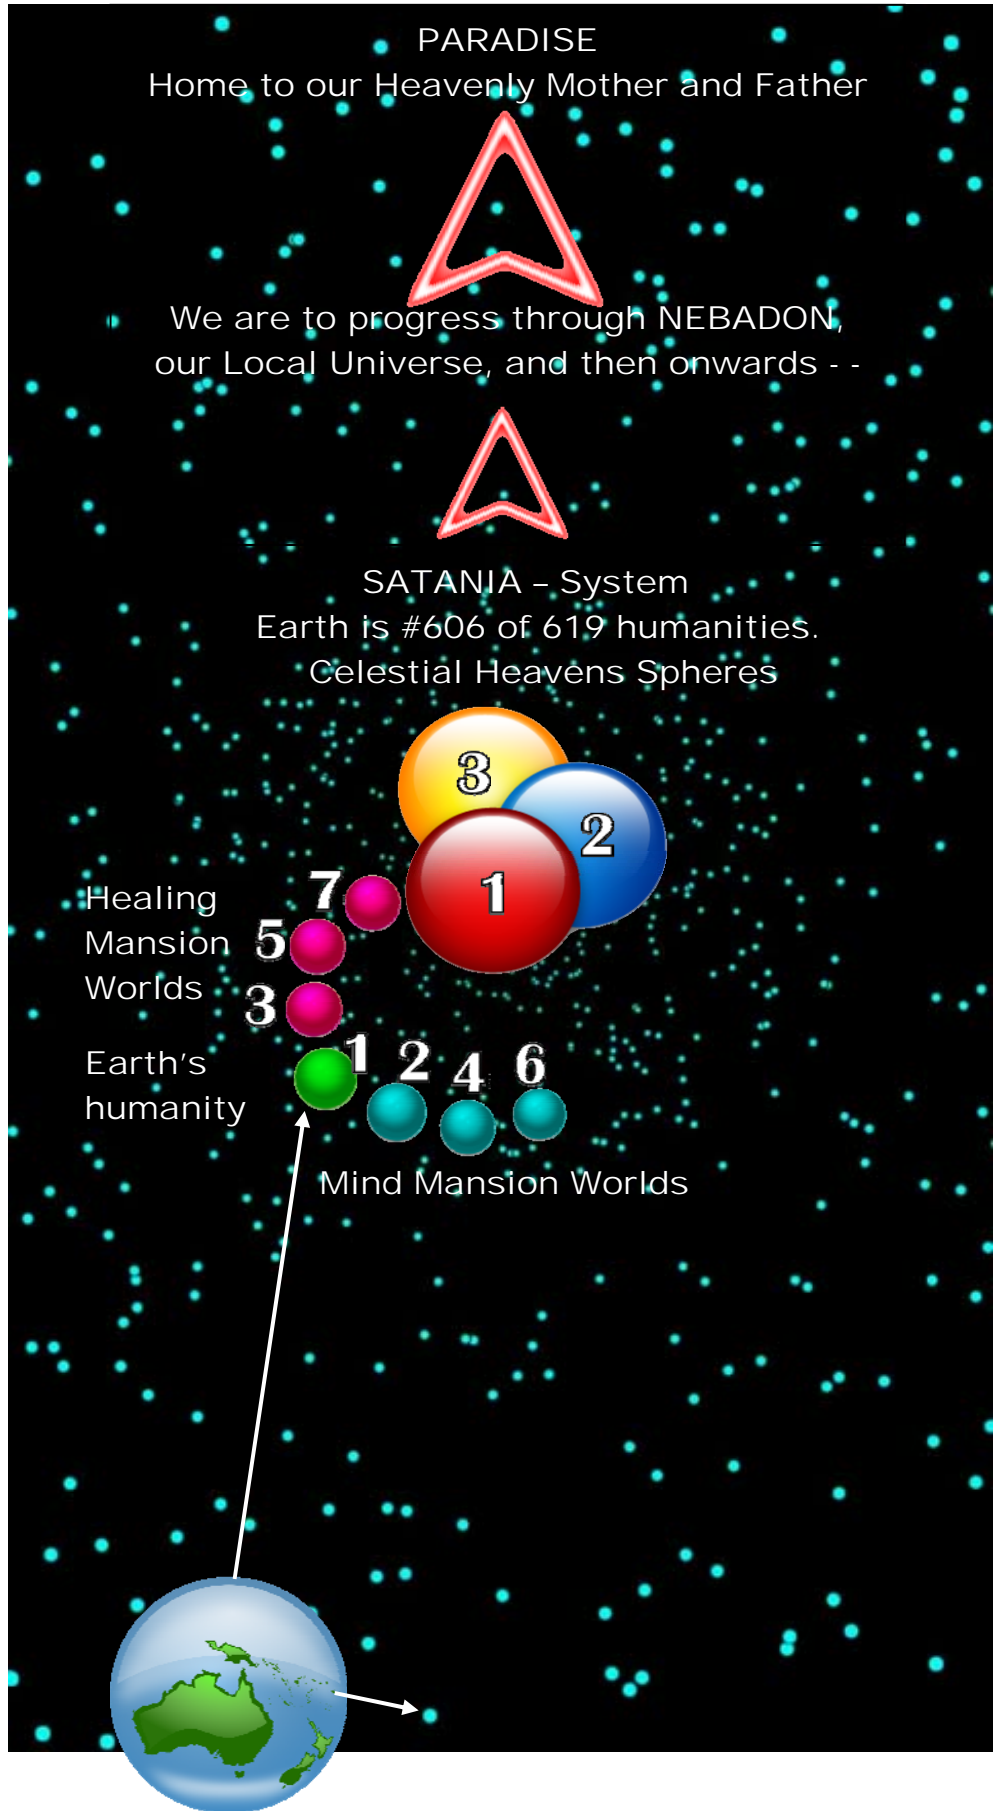 PARADISE
Home to our Heavenly Mother and Father
We are to progress through NEBADON,
our Local Universe, and then onwards - -
SATANIA – System
Earth is #606 of 619 humanities.
Celestial Heavens Spheres
3
2
1
Healing
Mansion
Worlds
7
5
3
Earth's
humanity
1
2
4
6
Mind Mansion Worlds